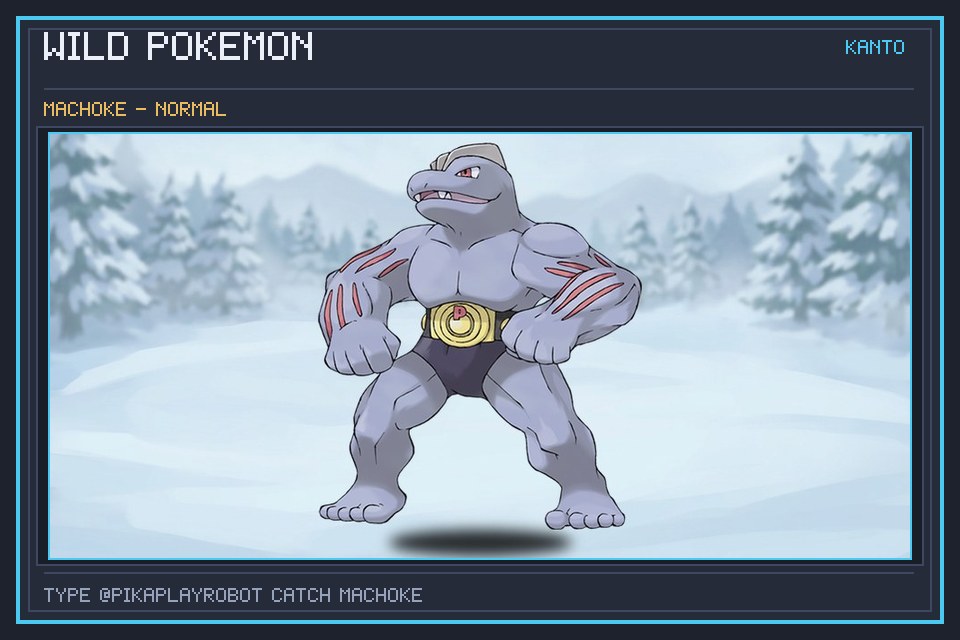 WILD POKEMON
KANTO
MACHOKE - NORMAL
P
TYPE @PIKAPLAYROBOT CATCH MACHOKE